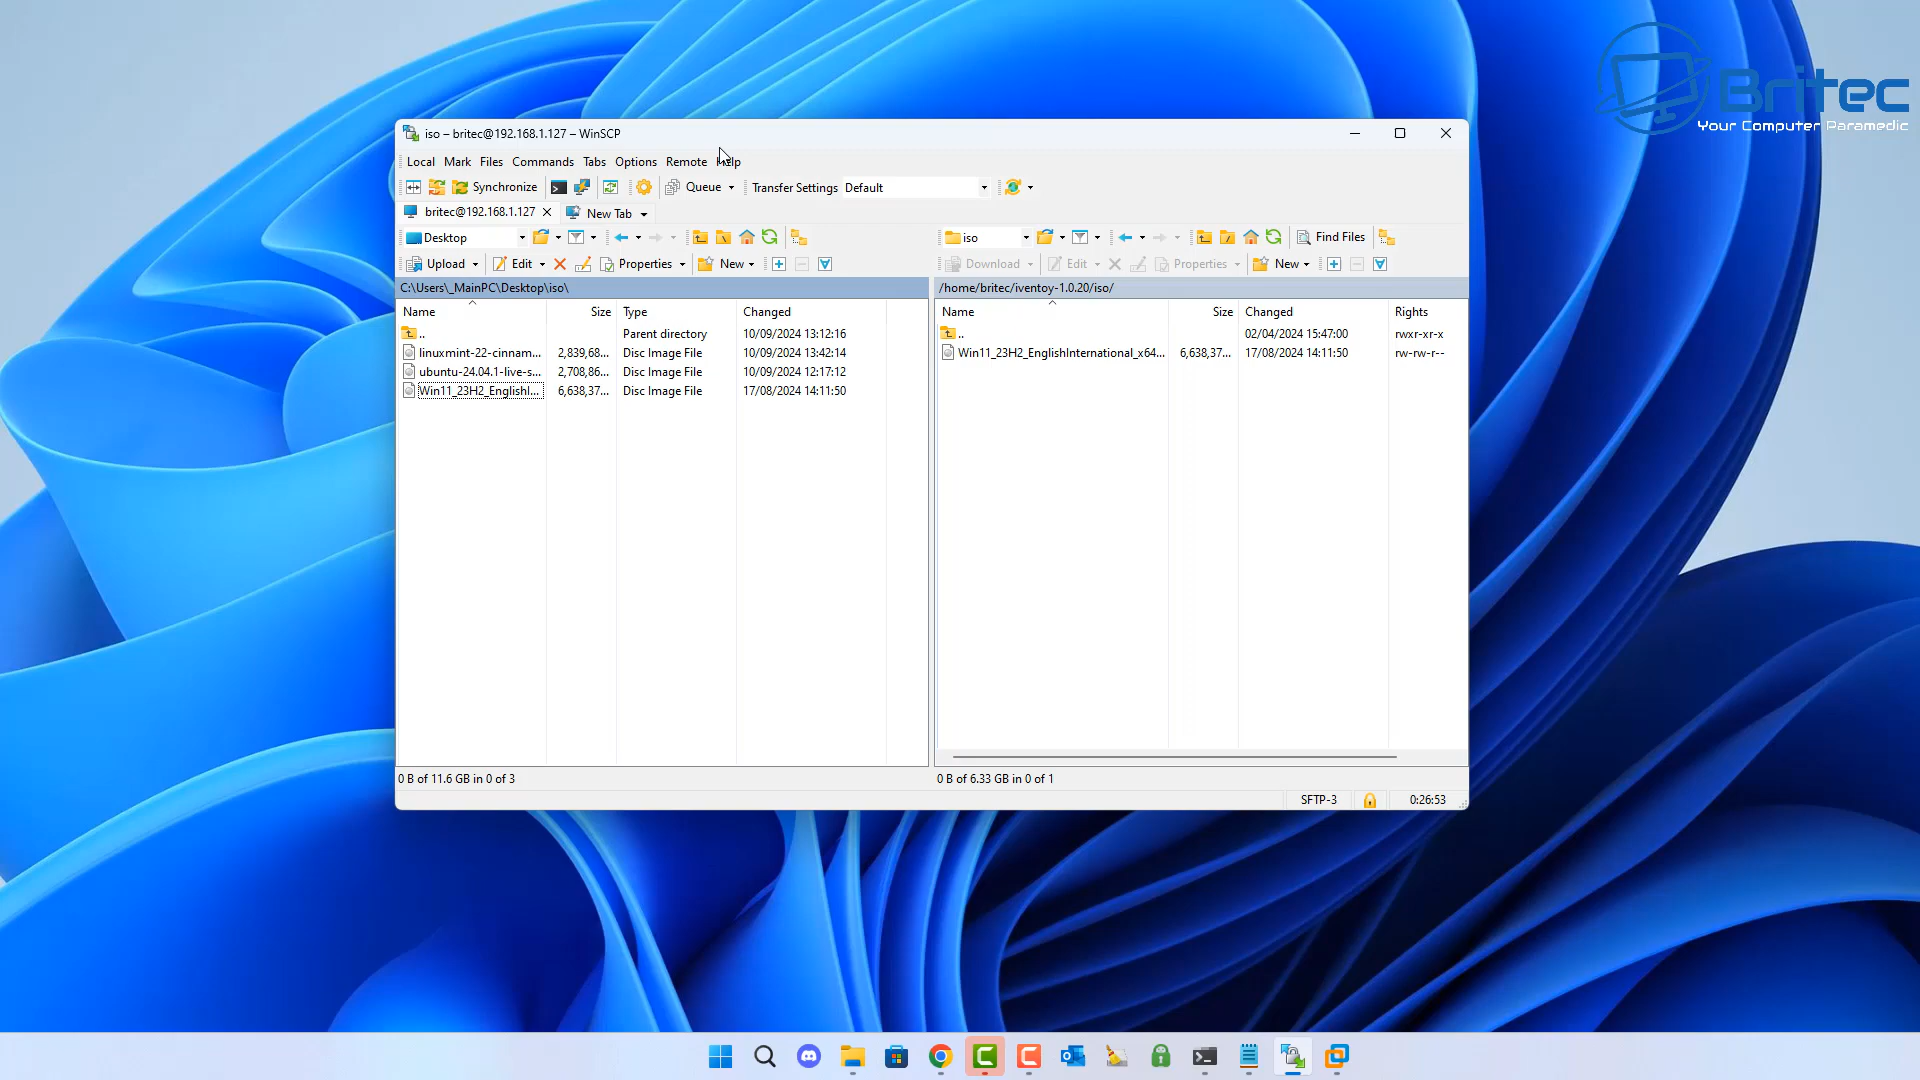 Britec
Your Computer Paramedic
iso – britec@192.168.1.127 – WinSCP
Local Mark Files Commands Tabs Options Remote Help
Synchronize Queue Transfer Settings Default
britec@192.168.1.127 New Tab
Desktop
iso Find Files
Upload Edit Properties New
Download Edit Properties New
C:\Users\_MainPC\Desktop\iso\
/home/britec/iventoy-1.0.20/iso/
Name Size Type Changed
.. Parent directory 10/09/2024 13:12:16
linuxmint-22-cinnam... 2,839,68... Disc Image File 10/09/2024 13:42:14
ubuntu-24.04.1-live-s... 2,708,86... Disc Image File 10/09/2024 12:17:12
Win11_23H2_EnglishI... 6,638,37... Disc Image File 17/08/2024 14:11:50
Name Size Changed Rights
.. 02/04/2024 15:47:00 rwxr-xr-x
Win11_23H2_EnglishInternational_x64... 6,638,37... 17/08/2024 14:11:50 rw-rw-r--
0 B of 11.6 GB in 0 of 3
0 B of 6.33 GB in 0 of 1
SFTP-3 0:26:53